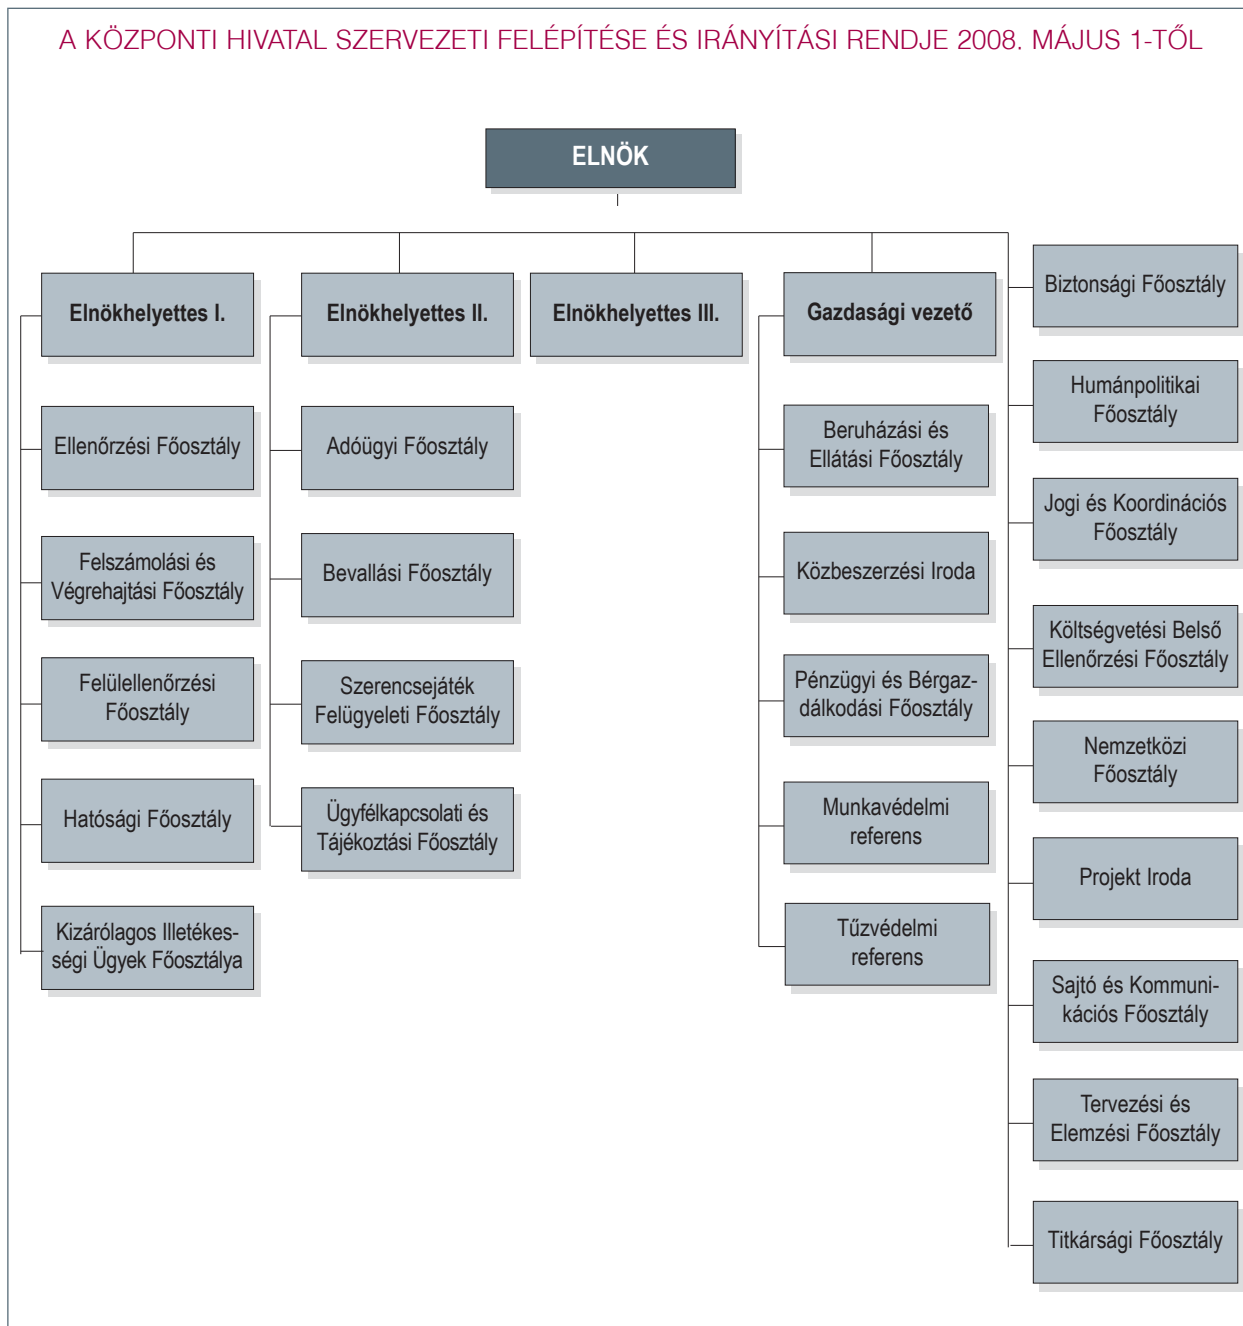 A KÖZPONTI HIVATAL SZERVEZETI FELÉPÍTÉSE ÉS IRÁNYÍTÁSI RENDJE 2008. MÁJUS 1-TŐL
ELNÖK
Elnökhelyettes I.
Ellenőrzési Főosztály
Felszámolási és
Végrehajtási Főosztály
Felülellenőrzési
Főosztály
Hatósági Főosztály
Kizárólagos Illetékes-
ségi Ügyek Főosztálya
Elnökhelyettes II.
Adóügyi Főosztály
Bevallási Főosztály
Szerencsejáték
Felügyeleti Főosztály
Ügyfélkapcsolati és
Tájékoztási Főosztály
Elnökhelyettes III.
Gazdasági vezető
Beruházási és
Ellátási Főosztály
Közbeszerzési Iroda
Pénzügyi és Bérgaz-
dálkodási Főosztály
Munkavédelmi
referens
Tűzvédelmi
referens
Biztonsági Főosztály
Humánpolitikai
Főosztály
Jogi és Koordinációs
Főosztály
Költségvetési Belső
Ellenőrzési Főosztály
Nemzetközi
Főosztály
Projekt Iroda
Sajtó és Kommuni-
kációs Főosztály
Tervezési és
Elemzési Főosztály
Titkársági Főosztály